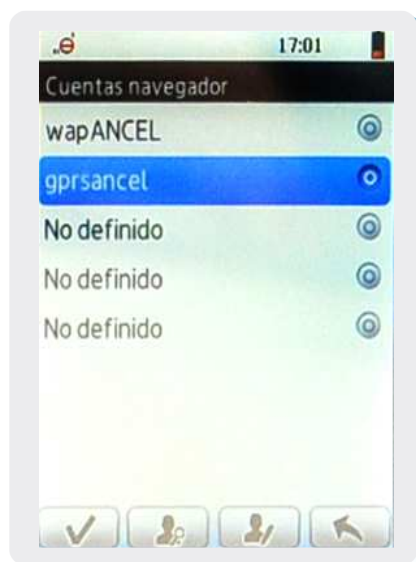 17:01
Cuentas navegador
wapANCEL
gprsancel
No definido
No definido
No definido